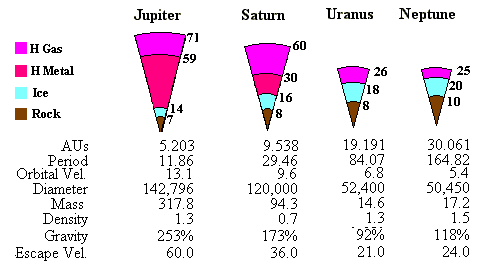 Jupiter Saturn Uranus Neptune
H Gas
H Metal
Ice
Rock
71
59
14
7
60
30
16
8
26
18
8
25
20
10
AUs 5.203 9.538 19.191 30.061
Period 11.86 29.46 84.07 164.82
Orbital Vel. 13.1 9.6 6.8 5.4
Diameter 142,796 120,000 52,400 50,450
Mass 317.8 94.3 14.6 17.2
Density 1.3 0.7 1.3 1.5
Gravity 253% 173% 92% 118%
Escape Vel. 60.0 36.0 21.0 24.0